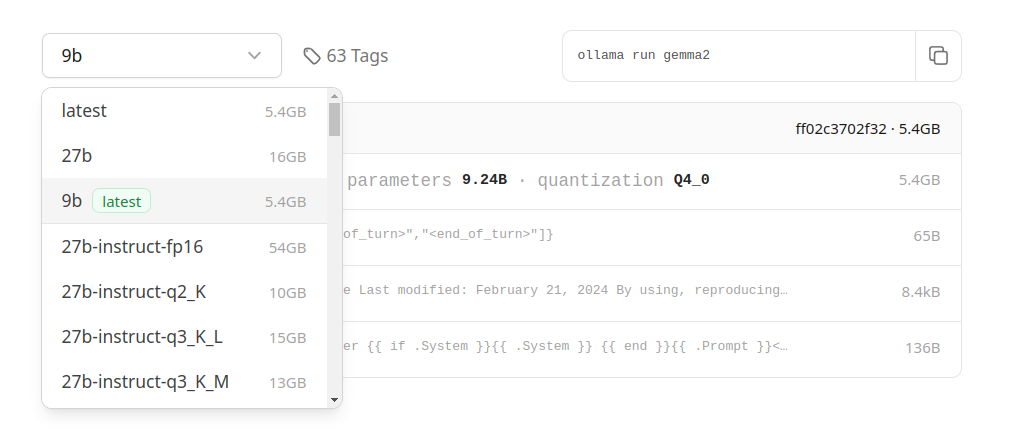 9b
63 Tags
ollama run gemma2
latest 5.4GB
27b 16GB
9b latest 5.4GB
27b-instruct-fp16 54GB
27b-instruct-q2_K 10GB
27b-instruct-q3_K_L 15GB
27b-instruct-q3_K_M 13GB
ff02c3702f32 · 5.4GB
parameters 9.24B · quantization Q4_0 5.4GB
of_turn>","<end_of_turn>"]} 65B
e Last modified: February 21, 2024 By using, reproducing… 8.4kB
er {{ if .System }}{{ .System }} {{ end }}{{ .Prompt }}<… 136B